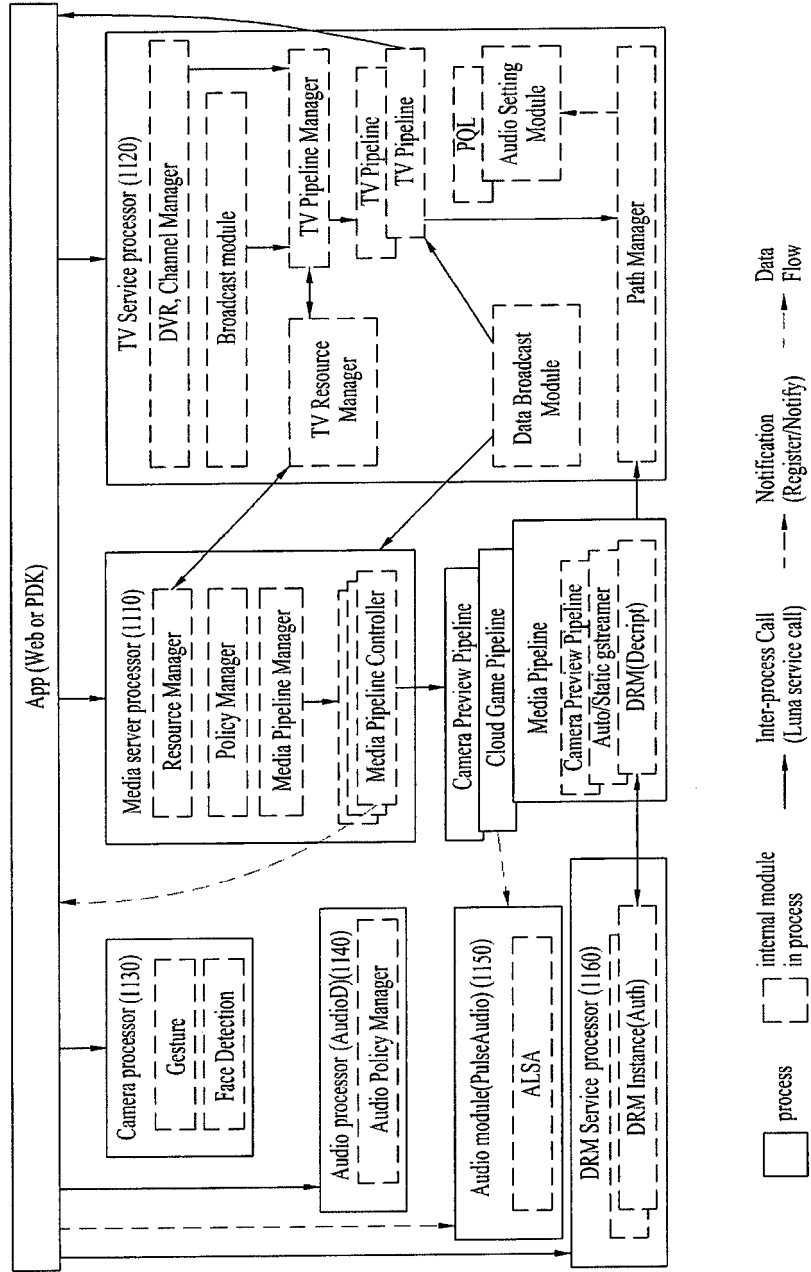 App (Web or PDK)
Camera processor (1130)
Gesture
Face Detection
Audio processor (AudioD)(1140)
Audio Policy Manager
Audio module(PulseAudio) (1150)
ALSA
DRM Service processor (1160)
DRM Instance(Auth)
Media server processor (1110)
Resource Manager
Policy Manager
Media Pipeline Manager
Media Pipeline Controller
Camera Preview Pipeline
Cloud Game Pipeline
Media Pipeline
Camera Preview Pipeline
Auto/Static gstreamer
DRM(Decript)
TV Service processor (1120)
DVR, Channel Manager
Broadcast module
TV Resource
Manager
TV Pipeline Manager
TV Pipeline
TV Pipeline
Data Broadcast
Module
PQL
Audio Setting
Module
Path Manager
process
internal module
in process
Inter-process Call
(Luna service call)
Notification
(Register/Notify)
Data
Flow